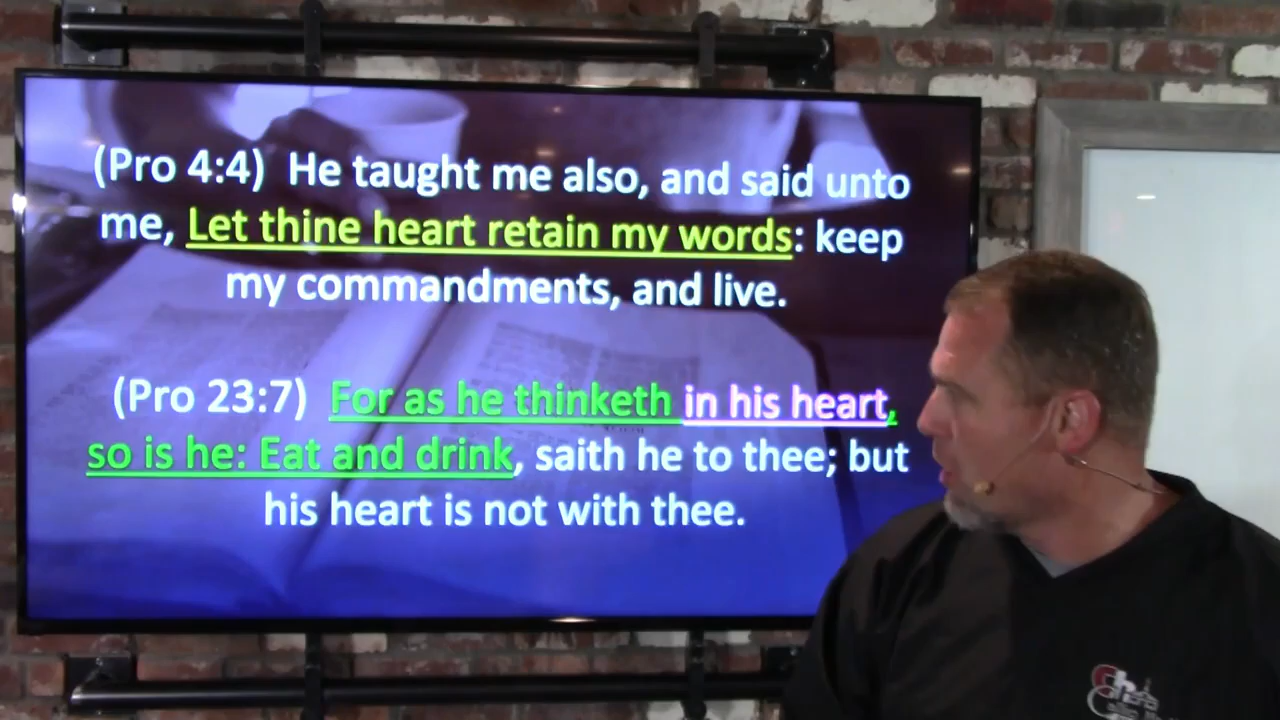 (Pro 4:4) He taught me also, and said unto
me, Let thine heart retain my words: keep
my commandments, and live.
(Pro 23:7) For as he thinketh in his heart,
so is he: Eat and drink, saith he to thee; but
his heart is not with thee.